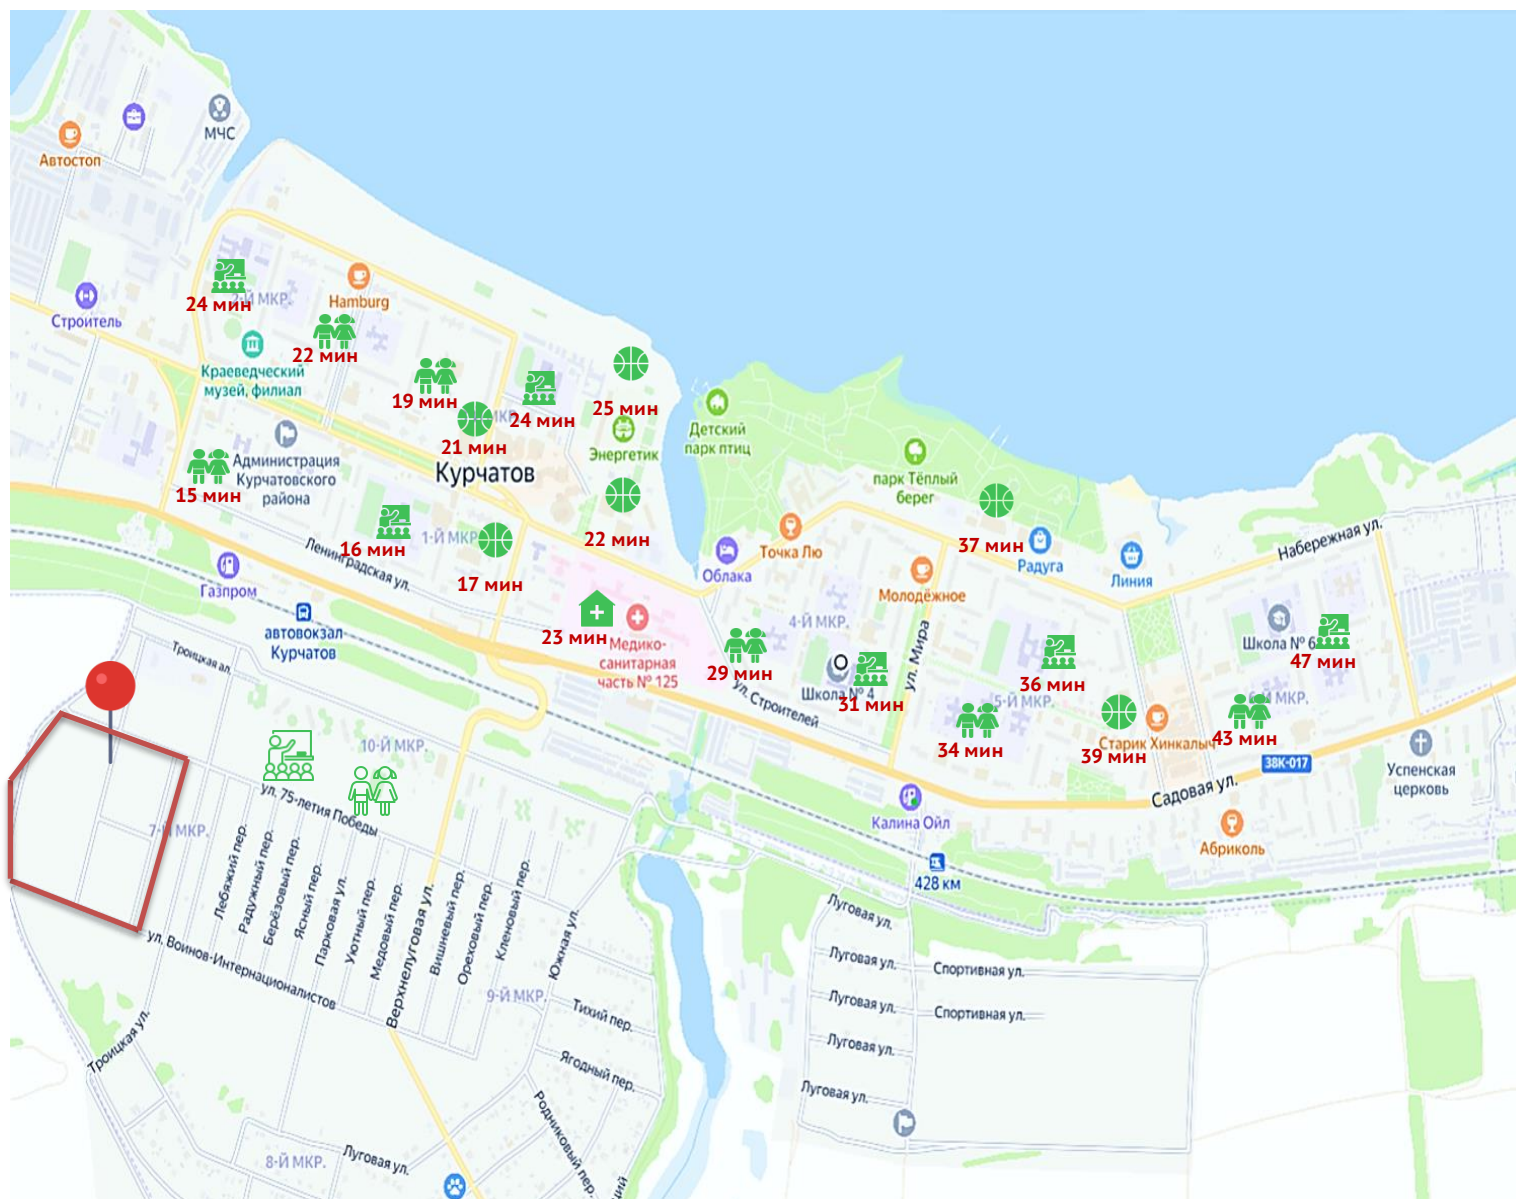 МЧС
Автостоп
24 мин
2-Й МКР.
Hamburg
Строитель
22 мин
Краеведческий
музей, филиал
19 мин
МКР.
24 мин
25 мин
21 мин
Энергетик
Детский
парк птиц
Курчатов
Администрация
Курчатовского
района
15 мин
парк Тёплый
берег
16 мин
1-Й МКР.
22 мин
Ленинградская ул.
17 мин
Точка Лю
37 мин
Радуга
Линия
Набережная ул.
Облака
Газпром
Молодёжное
автовокзал
Курчатов
23 мин
Медико-
санитарная
часть № 125
4-Й МКР.
29 мин
ул. Мира
Школа № 6
47 мин
Троицкая ал.
ул. Строителей
Школа № 4
31 мин
36 мин
5-Й МКР.
МКР.
34 мин
39 мин
Старик Хинкалыч
43 мин
10-Й МКР.
38К-017
Успенская
церковь
Садовая ул.
ул. 75-летия Победы
7-Й МКР.
Калина Ойл
Абриколь
428 км
Лебяжий пер.
Радужный пер.
Берёзовый пер.
Ясный пер.
Парковая ул.
Уютный пер.
Медовый пер.
Верхнелуговая ул.
Вишневый пер.
Ореховый пер.
Кленовый пер.
Южная ул.
ул. Воинов-Интернационалистов
Луговая ул.
Луговая ул.
Спортивная ул.
9-Й МКР.
Тихий пер.
Луговая ул.
Спортивная ул.
Троицкая ул.
Луговая ул.
Ягодный пер.
Луговая ул.
Родниковый пер.
8-Й МКР.
Луговая ул.